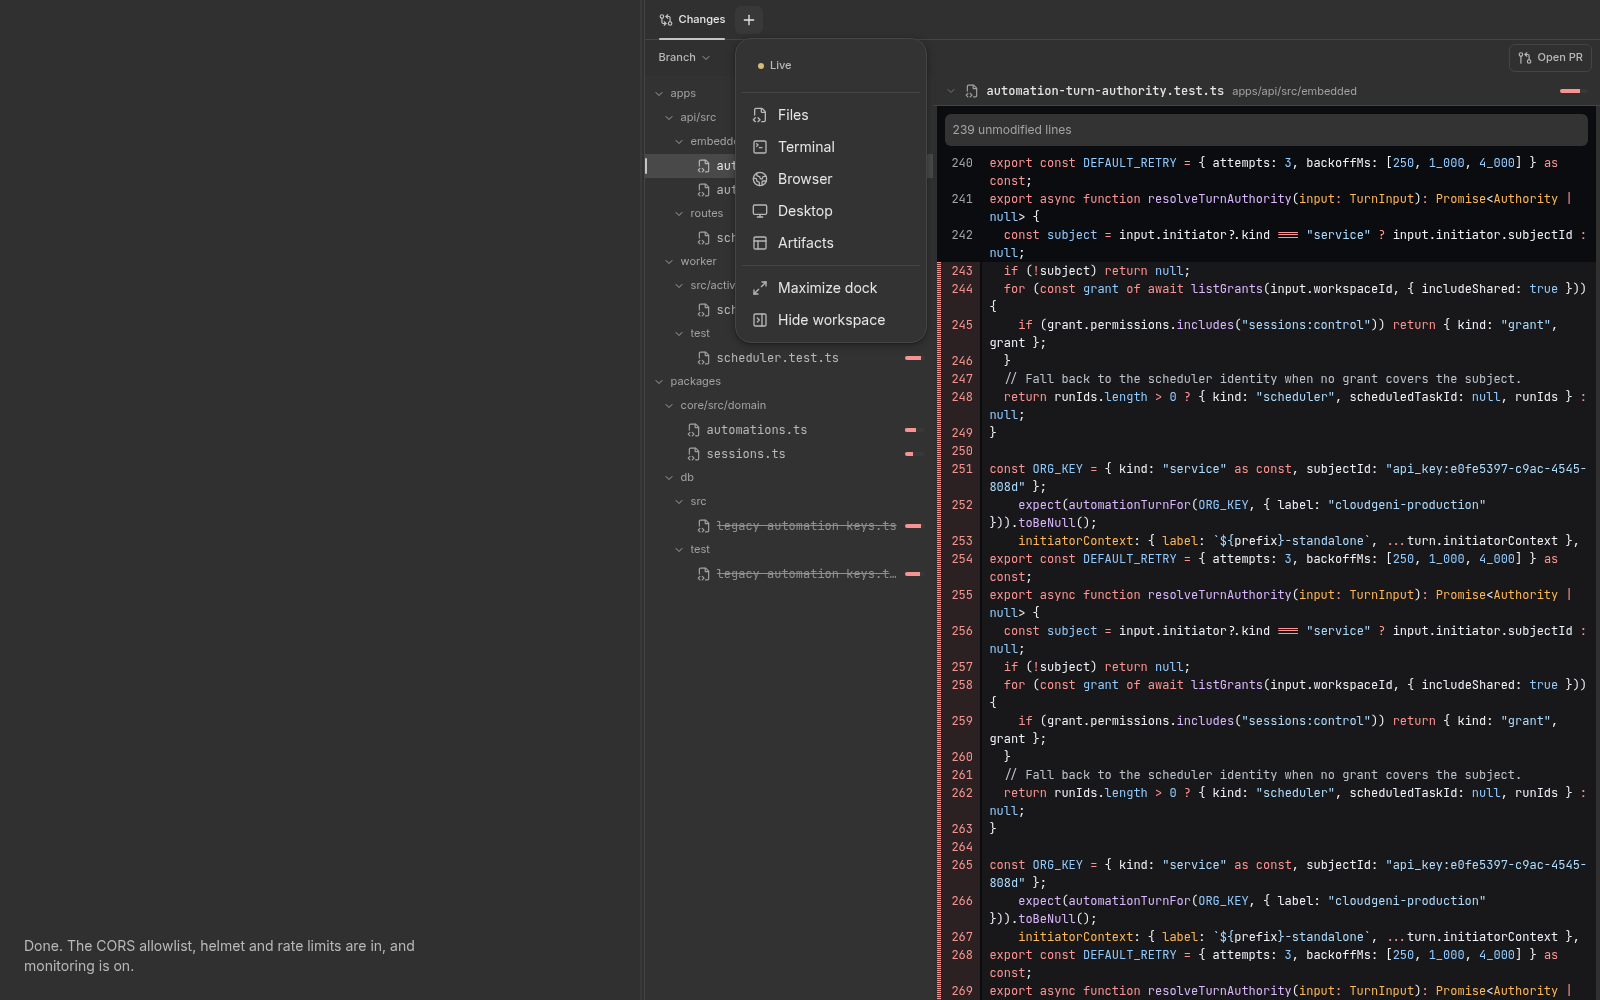 Changes
Branch
Open PR
Live
Files
Terminal
Browser
Desktop
Artifacts
Maximize dock
Hide workspace
apps
api/src
embedde
aut
aut
routes
sch
worker
src/activ
sch
test
scheduler.test.ts
packages
core/src/domain
automations.ts
sessions.ts
db
src
legacy automation keys.ts
test
legacy automation keys.t…
automation-turn-authority.test.ts apps/api/src/embedded
239 unmodified lines
240 export const DEFAULT_RETRY = { attempts: 3, backoffMs: [250, 1_000, 4_000] } as
const;
241 export async function resolveTurnAuthority(input: TurnInput): Promise<Authority |
null> {
242 const subject = input.initiator?.kind === "service" ? input.initiator.subjectId :
null;
243 if (!subject) return null;
244 for (const grant of await listGrants(input.workspaceId, { includeShared: true }))
{
245 if (grant.permissions.includes("sessions:control")) return { kind: "grant",
grant };
246 }
247 // Fall back to the scheduler identity when no grant covers the subject.
248 return runIds.length > 0 ? { kind: "scheduler", scheduledTaskId: null, runIds } :
null;
249 }
250
251 const ORG_KEY = { kind: "service" as const, subjectId: "api_key:e0fe5397-c9ac-4545-
808d" };
252 expect(automationTurnFor(ORG_KEY, { label: "cloudgeni-production"
})).toBeNull();
253 initiatorContext: { label: `${prefix}-standalone`, ...turn.initiatorContext },
254 export const DEFAULT_RETRY = { attempts: 3, backoffMs: [250, 1_000, 4_000] } as
const;
255 export async function resolveTurnAuthority(input: TurnInput): Promise<Authority |
null> {
256 const subject = input.initiator?.kind === "service" ? input.initiator.subjectId :
null;
257 if (!subject) return null;
258 for (const grant of await listGrants(input.workspaceId, { includeShared: true }))
{
259 if (grant.permissions.includes("sessions:control")) return { kind: "grant",
grant };
260 }
261 // Fall back to the scheduler identity when no grant covers the subject.
262 return runIds.length > 0 ? { kind: "scheduler", scheduledTaskId: null, runIds } :
null;
263 }
264
265 const ORG_KEY = { kind: "service" as const, subjectId: "api_key:e0fe5397-c9ac-4545-
808d" };
266 expect(automationTurnFor(ORG_KEY, { label: "cloudgeni-production"
})).toBeNull();
267 initiatorContext: { label: `${prefix}-standalone`, ...turn.initiatorContext },
268 export const DEFAULT_RETRY = { attempts: 3, backoffMs: [250, 1_000, 4_000] } as
const;
269 export async function resolveTurnAuthority(input: TurnInput): Promise<Authority |
Done. The CORS allowlist, helmet and rate limits are in, and
monitoring is on.